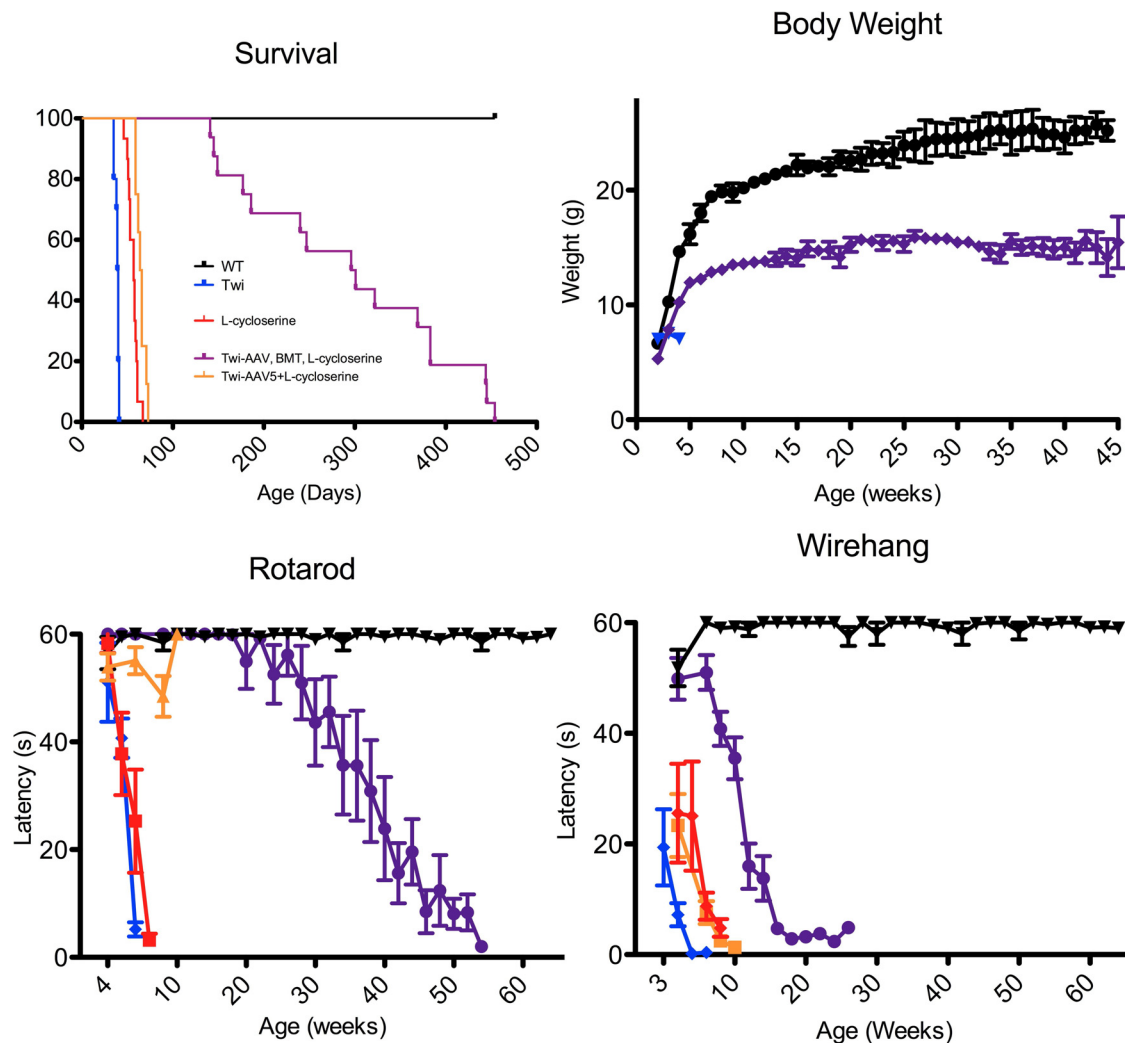 Survival
100
80
60
40
20
0
WT
Twi
L-cycloserine
Twi-AAV, BMT, L-cycloserine
Twi-AAV5+L-cycloserine
0
100
200
300
400
500
Age (Days)
Body Weight
Weight (g)
20
10
0
0
5
10
15
20
25
30
35
40
45
Age (weeks)
Rotarod
Latency (s)
60
40
20
0
4
10
20
30
40
50
60
Age (weeks)
Wirehang
Latency (s)
60
40
20
0
3
10
20
30
40
50
60
Age (Weeks)